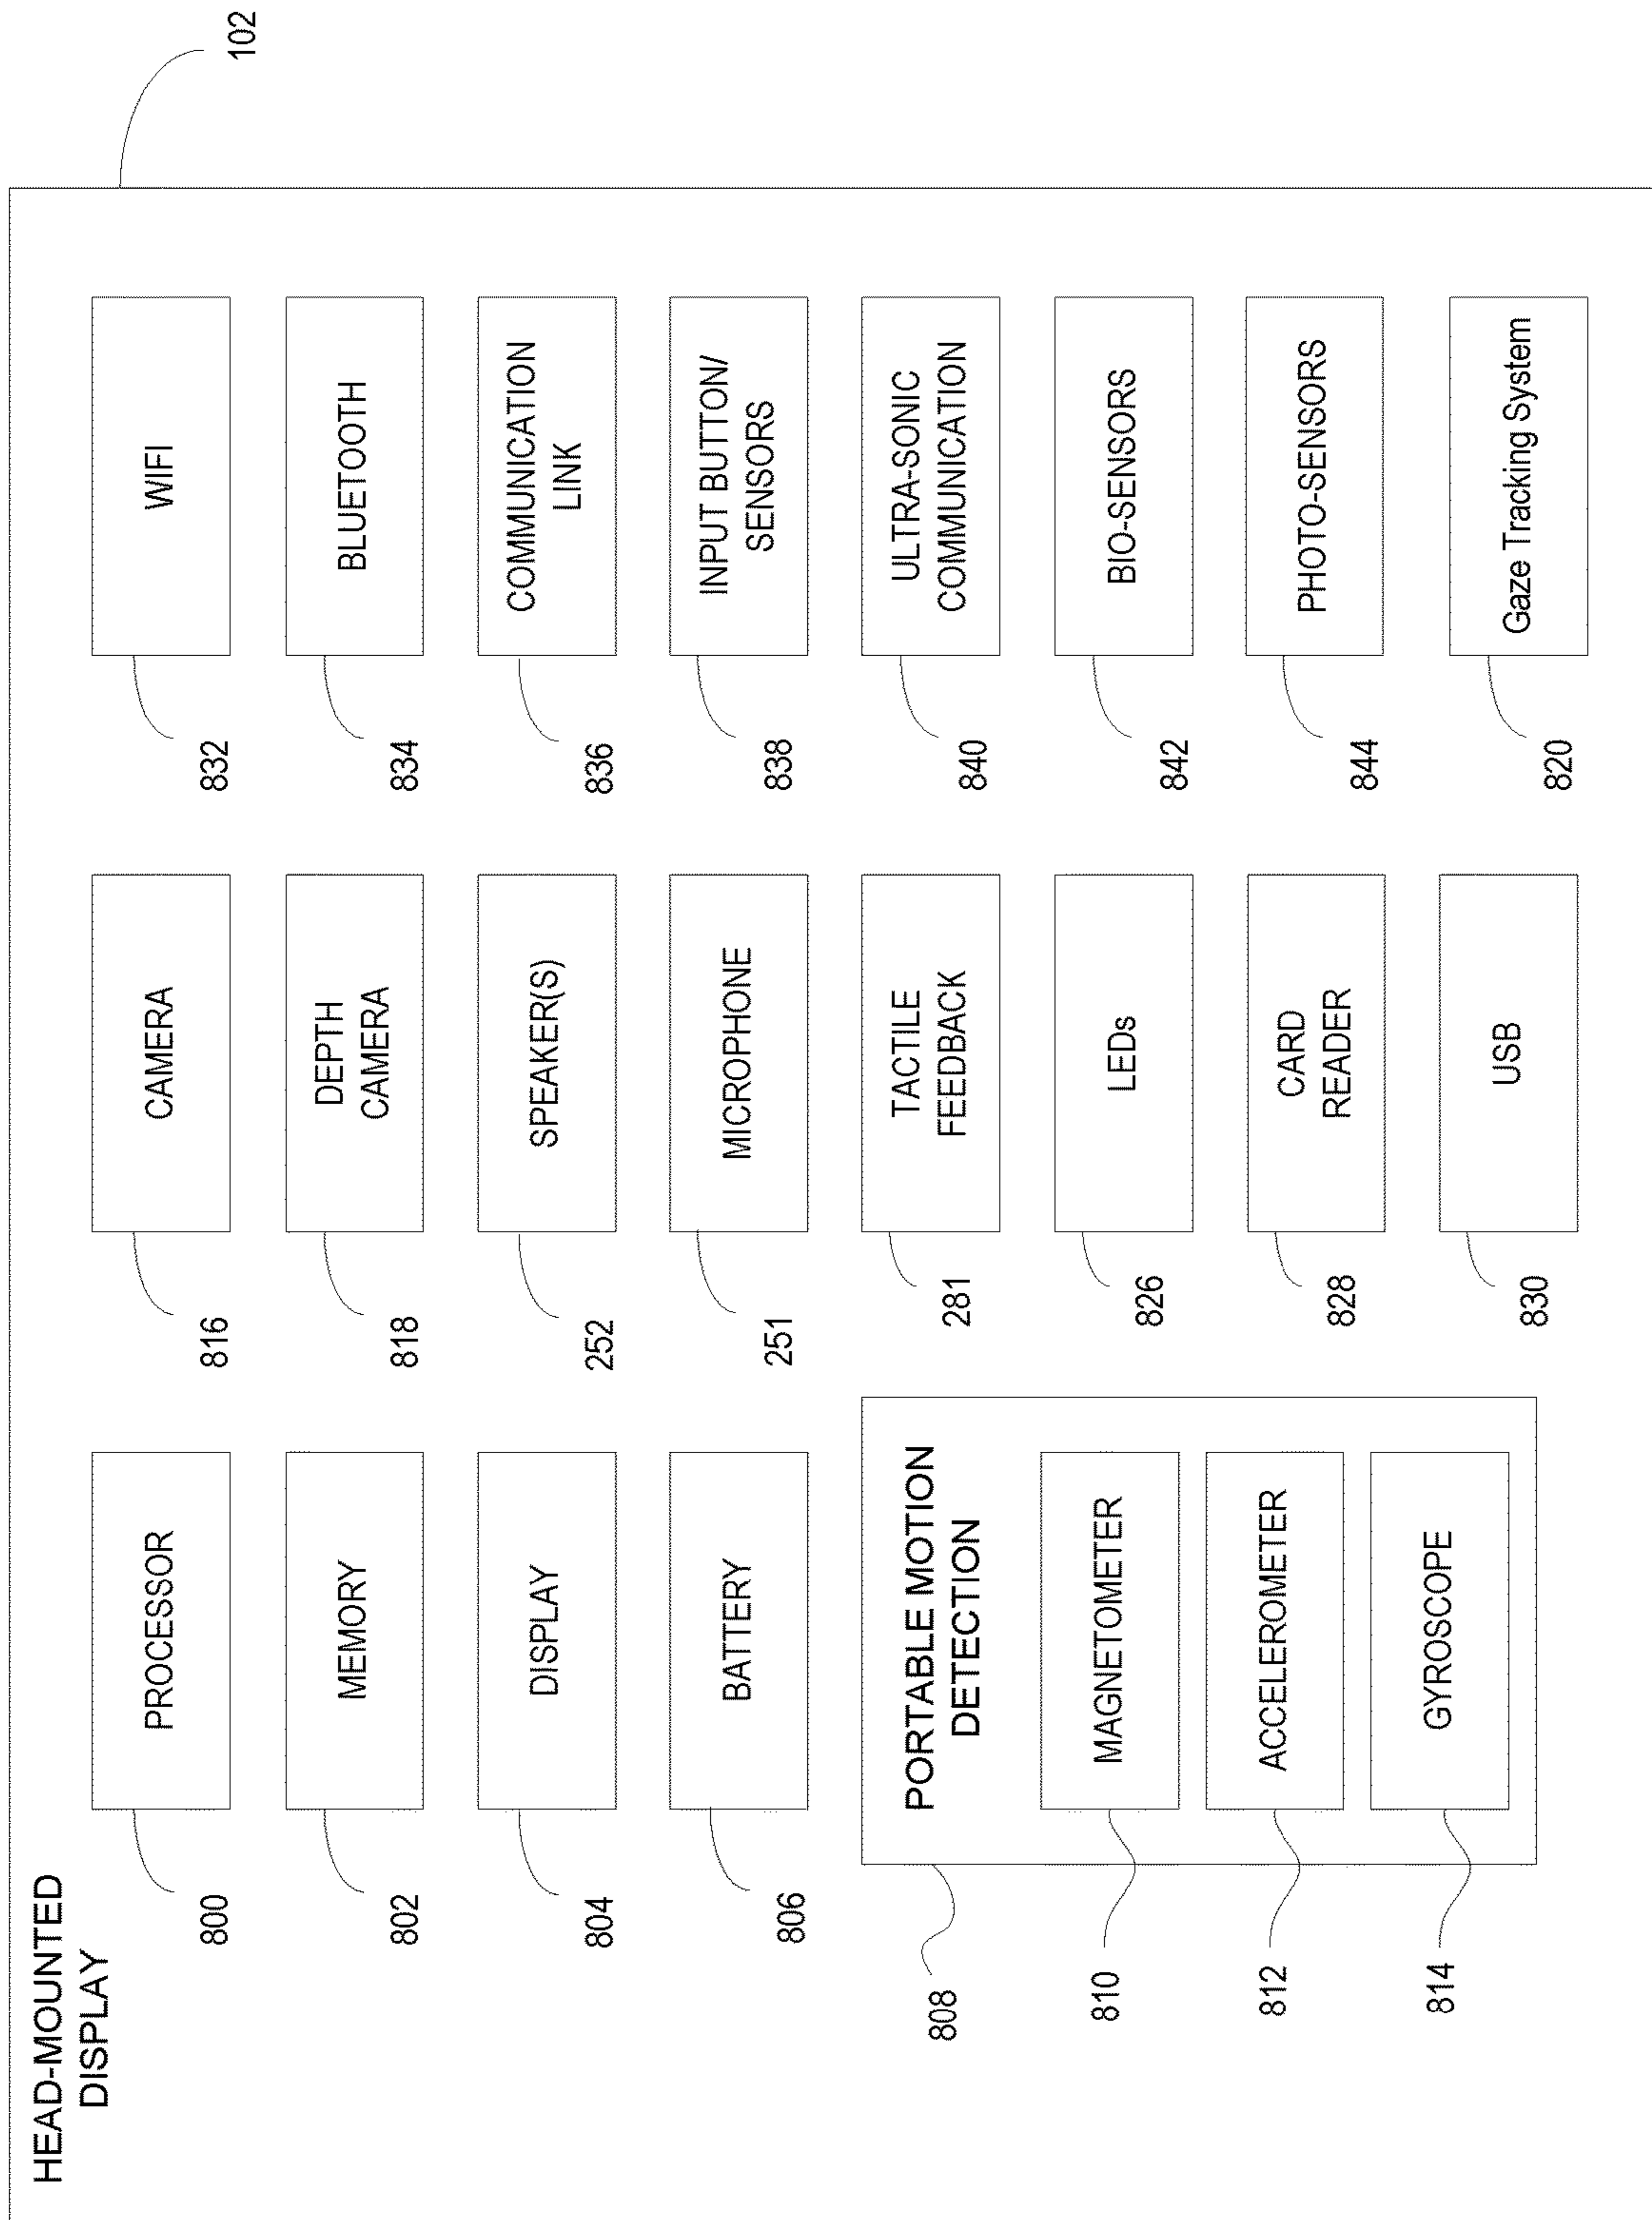 HEAD-MOUNTED
DISPLAY
102
800
PROCESSOR
802
MEMORY
804
DISPLAY
806
BATTERY
808
PORTABLE MOTION
DETECTION
810
MAGNETOMETER
812
ACCELEROMETER
814
GYROSCOPE
816
CAMERA
818
DEPTH
CAMERA
252
SPEAKER(S)
251
MICROPHONE
281
TACTILE
FEEDBACK
826
LEDs
828
CARD
READER
830
USB
832
WIFI
834
BLUETOOTH
836
COMMUNICATION
LINK
838
INPUT BUTTON/
SENSORS
840
ULTRA-SONIC
COMMUNICATION
842
BIO-SENSORS
844
PHOTO-SENSORS
820
Gaze Tracking System